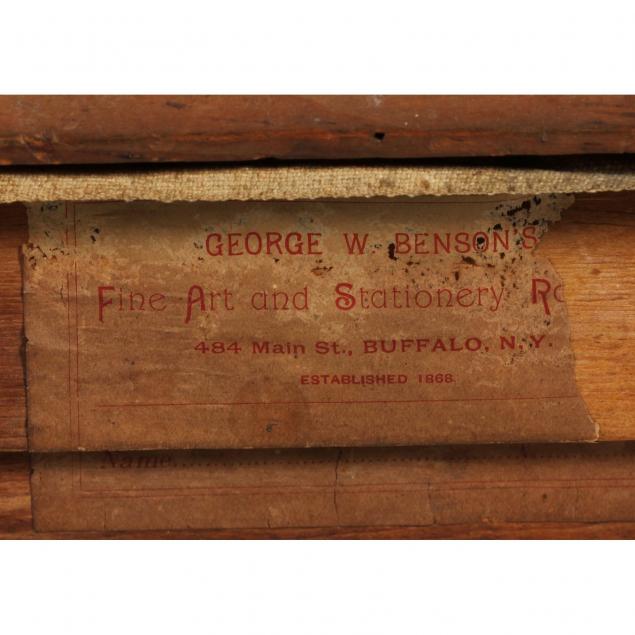 GEORGE W. BENSON'S
Fine Art and Stationery
484 Main St., BUFFALO, N.Y.
ESTABLISHED 1868.
Name